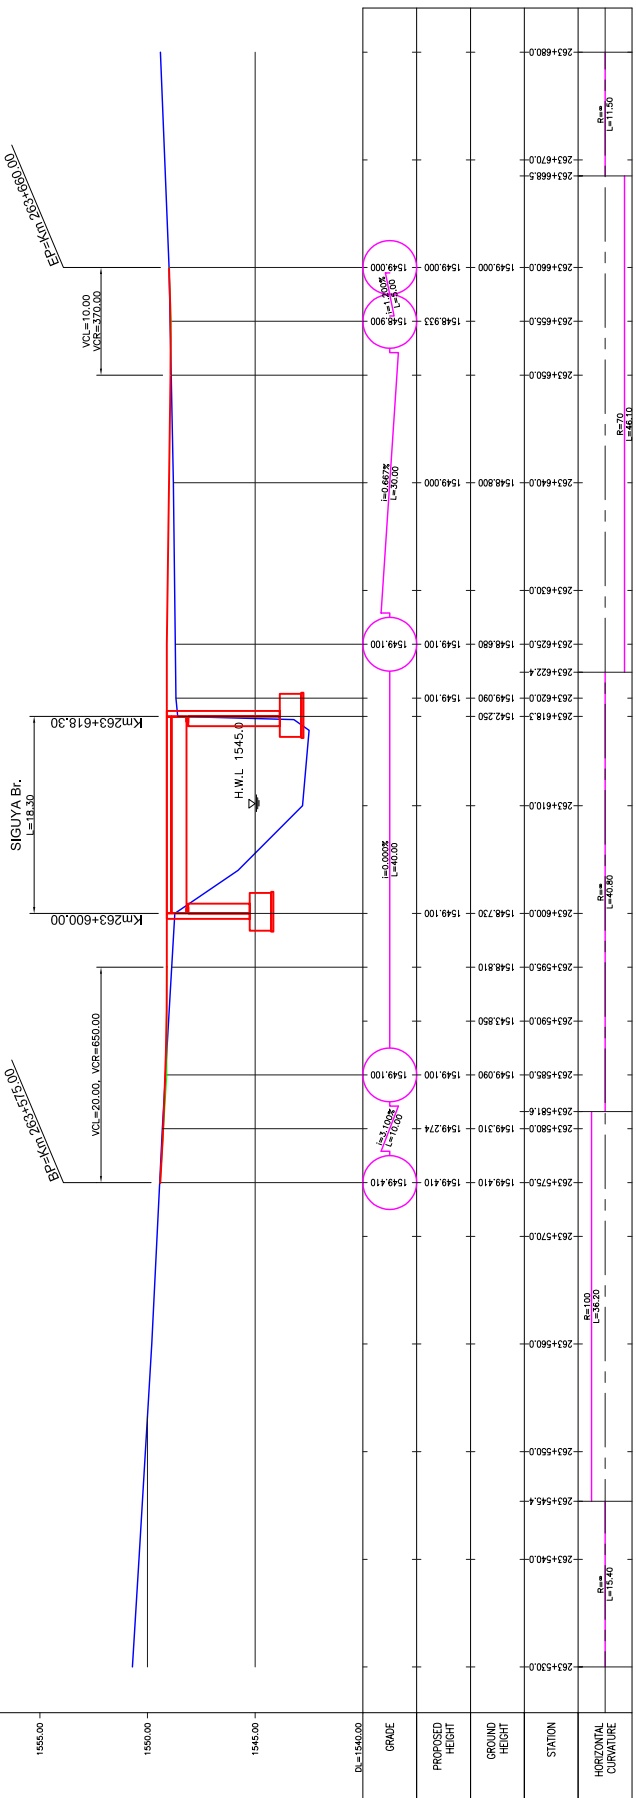 SIGUYA Br.
L=18.30
BP=Km 263+575.00
EP=Km 263+660.00
VCL=20.00, VCR=650.00
VCL=10.00
VCR=370.00
Km263+600.00
Km263+618.30
H.W.L 1545.0
1555.00
1550.00
1545.00
DL=1540.00
GRADE
1549.410
i=3.100%
L=10.00
1549.100
i=0.000%
L=40.00
1549.100
i=0.667%
L=30.00
1548.900
i=1.200%
L=5.00
1549.000
PROPOSED
HEIGHT
1549.410
1549.274
1549.100
1549.100
1549.100
1549.100
1549.000
1548.933
1549.000
GROUND
HEIGHT
1549.410
1549.310
1549.090
1543.850
1548.810
1548.730
1542.250
1549.090
1548.680
1548.800
1549.000
STATION
263+530.0
263+540.0
263+545.4
263+550.0
263+560.0
263+570.0
263+575.0
263+580.0
263+581.6
263+585.0
263+590.0
263+595.0
263+600.0
263+610.0
263+618.3
263+620.0
263+622.4
263+625.0
263+630.0
263+640.0
263+650.0
263+655.0
263+660.0
263+668.5
263+670.0
263+680.0
HORIZONTAL
CURVATURE
R=∞
L=15.40
R=100
L=36.20
R=∞
L=40.80
R=70
L=46.10
R=∞
L=11.50